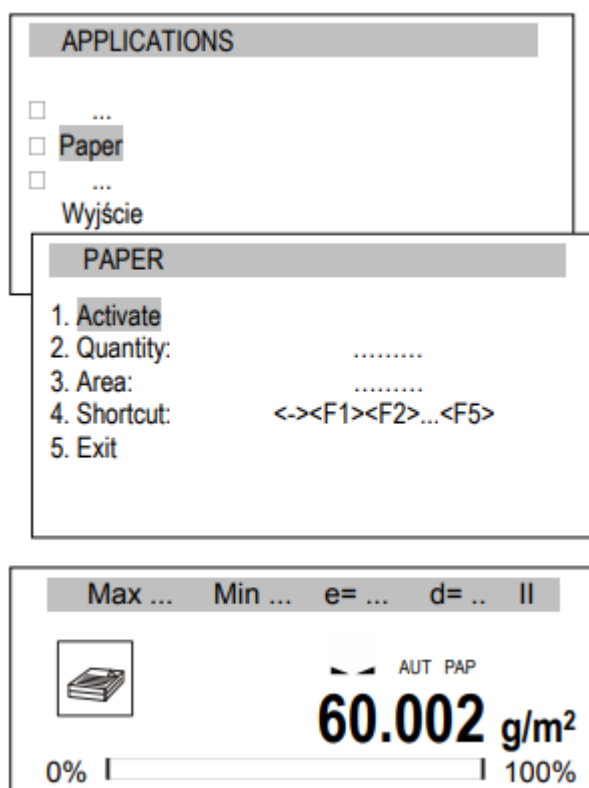 APPLICATIONS
...
Paper
...
Wyjście
PAPER
1. Activate
2. Quantity: .........
3. Area: .........
4. Shortcut: <-><F1><F2>...<F5>
5. Exit
Max ... Min ... e= ... d= .. II
AUT PAP
60.002 g/m²
0% 100%